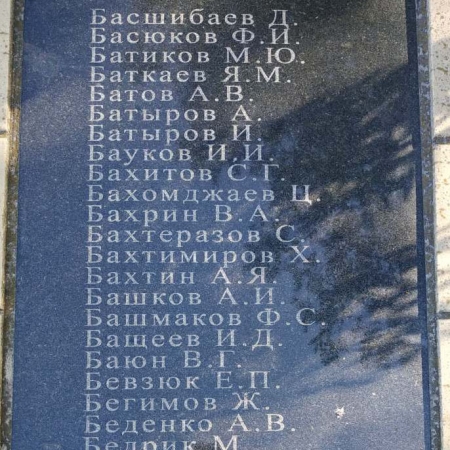 Басшибаев Д.
Басюков Ф.И.
Батиков М.Ю.
Баткаев Я.М.
Батов А.В.
Батыров А.
Батыров И.
Бауков И.И.
Бахитов С.Г.
Бахомджаев Ц.
Бахрин В.А.
Бахтеразов С.
Бахтимиров Х.
Бахтин А.Я.
Башков А.И.
Башмаков Ф.С.
Бащеев И.Д.
Баюн В.Г.
Бевзюк Е.П.
Бегимов Ж.
Беденко А.В.
Бедрик М.